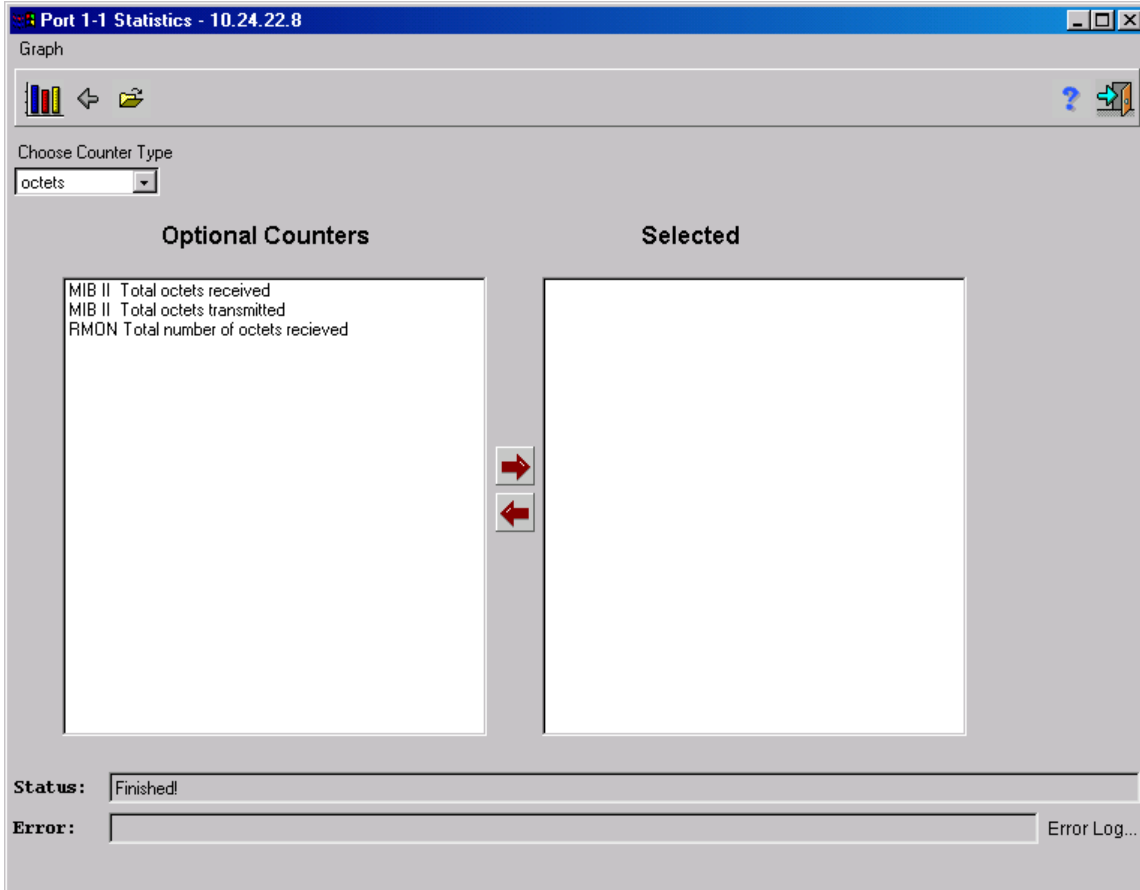 Port 1-1 Statistics - 10.24.22.8
Graph
Choose Counter Type
octets
Optional Counters
Selected
MIB II  Total octets received
MIB II  Total octets transmitted
RMON Total number of octets recieved
Status: Finished!
Error: Error Log...